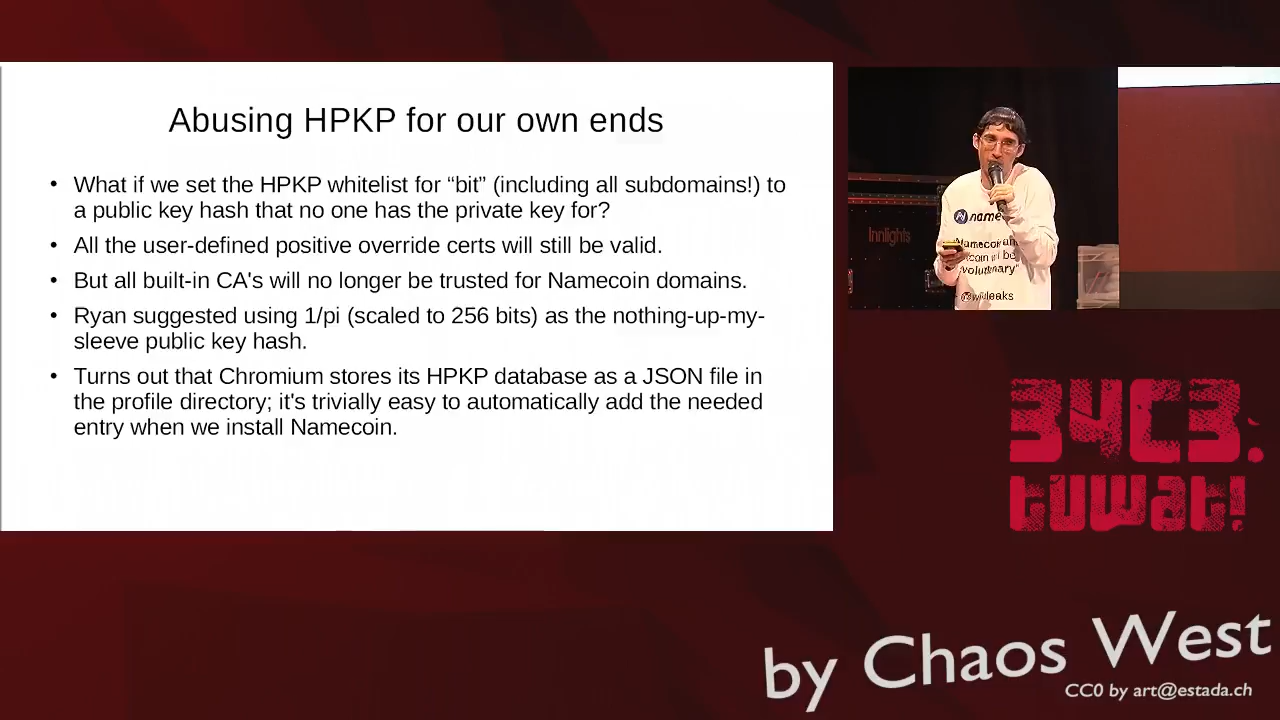 Abusing HPKP for our own ends
• What if we set the HPKP whitelist for “bit” (including all subdomains!) to
a public key hash that no one has the private key for?
• All the user-defined positive override certs will still be valid.
• But all built-in CA's will no longer be trusted for Namecoin domains.
• Ryan suggested using 1/pi (scaled to 256 bits) as the nothing-up-my-
sleeve public key hash.
• Turns out that Chromium stores its HPKP database as a JSON file in
the profile directory; it's trivially easy to automatically add the needed
entry when we install Namecoin.
Innlights
name
34C3.
tuwat!
by Chaos West
CC0 by art@estada.ch